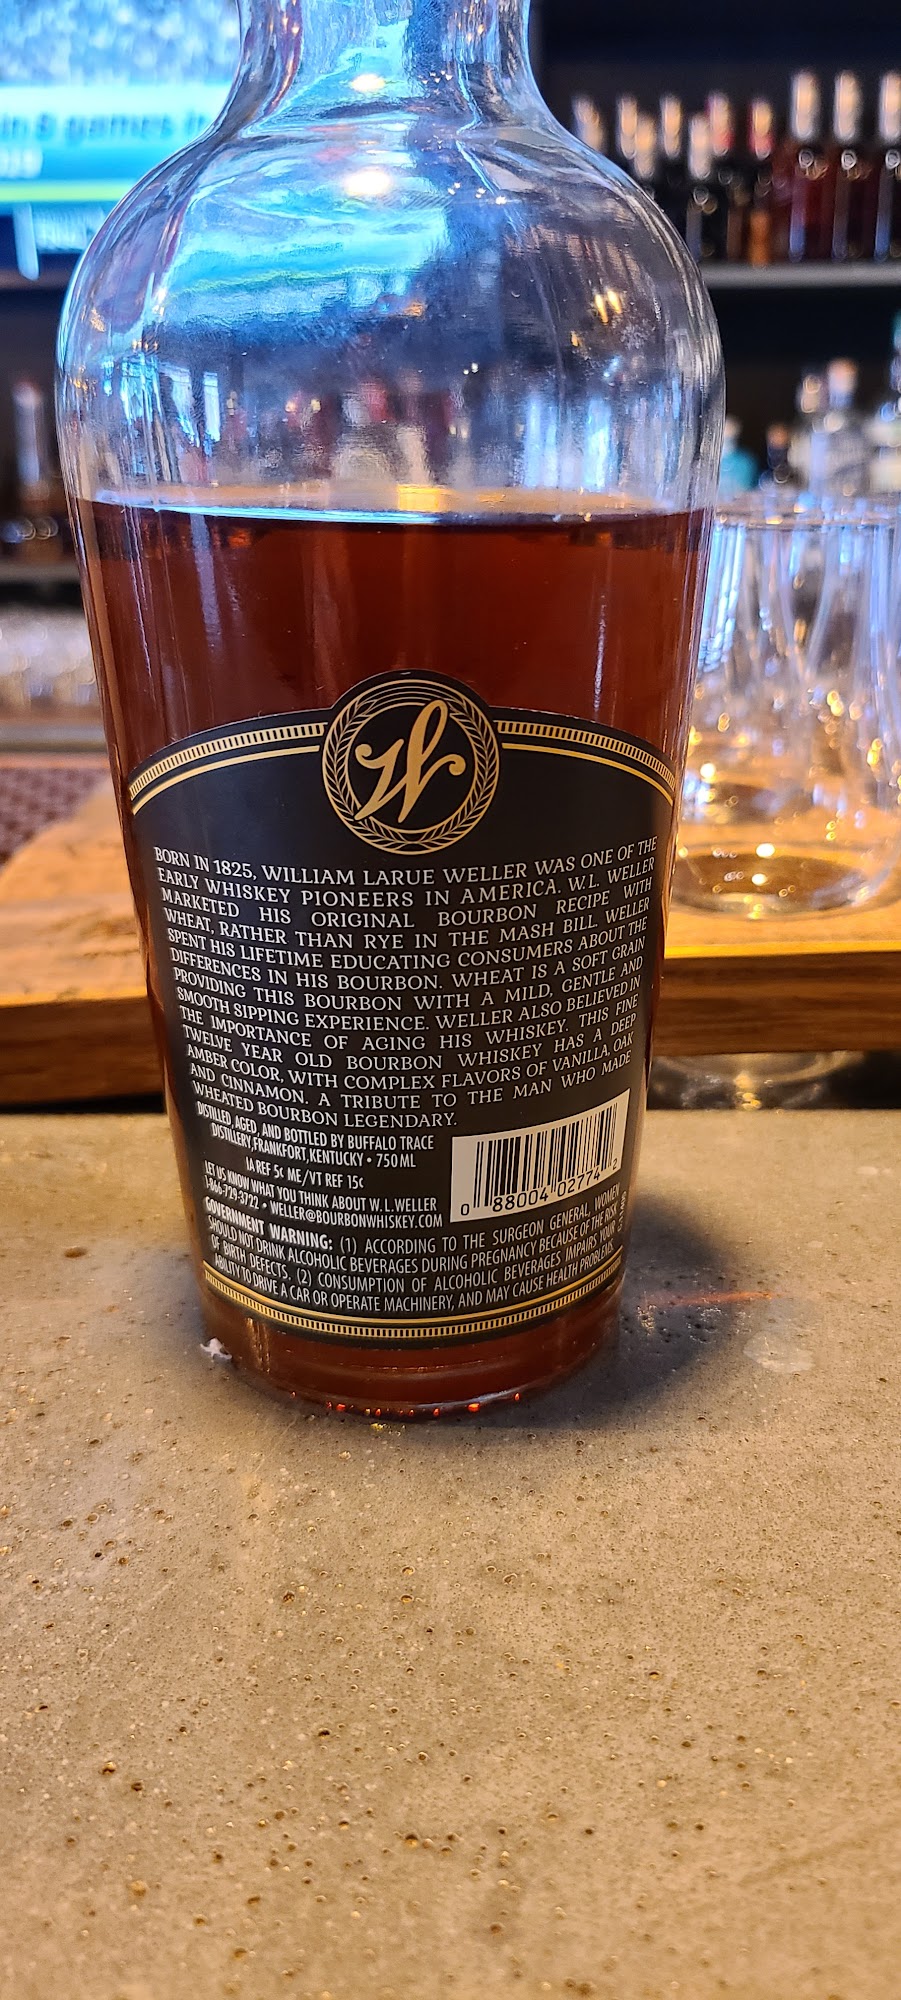 in 8 games in
W
BORN IN 1825, WILLIAM LARUE WELLER WAS ONE OF THE
EARLY WHISKEY PIONEERS IN AMERICA. W.L. WELLER
MARKETED HIS ORIGINAL BOURBON RECIPE WITH
WHEAT, RATHER THAN RYE IN THE MASH BILL. WELLER
SPENT HIS LIFETIME EDUCATING CONSUMERS ABOUT THE
DIFFERENCES IN HIS BOURBON. WHEAT IS A SOFT GRAIN
PROVIDING THIS BOURBON WITH A MILD, GENTLE AND
SMOOTH SIPPING EXPERIENCE. WELLER ALSO BELIEVED IN
THE IMPORTANCE OF AGING HIS WHISKEY. THIS FINE
TWELVE YEAR OLD BOURBON WHISKEY HAS A DEEP
AMBER COLOR, WITH COMPLEX FLAVORS OF VANILLA, OAK
AND CINNAMON. A TRIBUTE TO THE MAN WHO MADE
WHEATED BOURBON LEGENDARY.
DISTILLED, AGED, AND BOTTLED BY BUFFALO TRACE
DISTILLERY, FRANKFORT, KENTUCKY • 750 ML
IA REF 5¢ ME/VT REF 15¢
LET US KNOW WHAT YOU THINK ABOUT W.L.WELLER
1-866-729-3722 • WELLER@BOURBONWHISKEY.COM
0 88004 02774 2
GOVERNMENT WARNING: (1) ACCORDING TO THE SURGEON GENERAL, WOMEN
SHOULD NOT DRINK ALCOHOLIC BEVERAGES DURING PREGNANCY BECAUSE OF THE RISK
OF BIRTH DEFECTS. (2) CONSUMPTION OF ALCOHOLIC BEVERAGES IMPAIRS YOUR
ABILITY TO DRIVE A CAR OR OPERATE MACHINERY, AND MAY CAUSE HEALTH PROBLEMS.